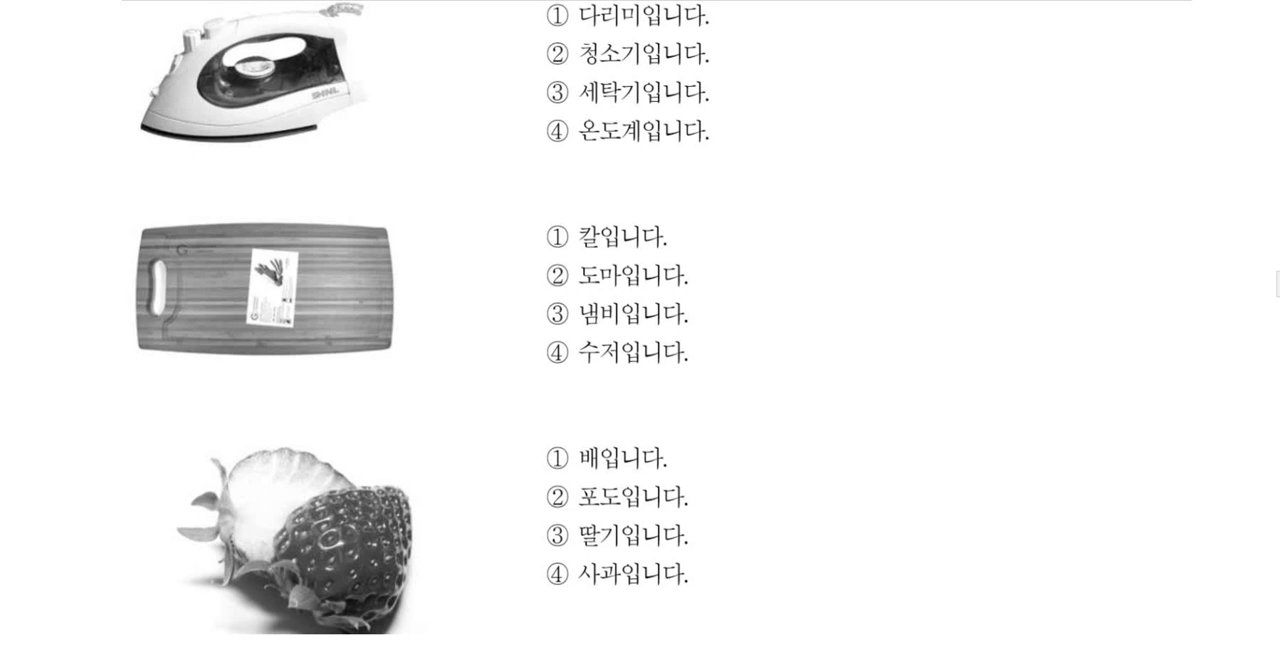 SHINIL
① 다리미입니다.
② 청소기입니다.
③ 세탁기입니다.
④ 온도계입니다.
G
① 칼입니다.
② 도마입니다.
③ 냄비입니다.
④ 수저입니다.
① 배입니다.
② 포도입니다.
③ 딸기입니다.
④ 사과입니다.